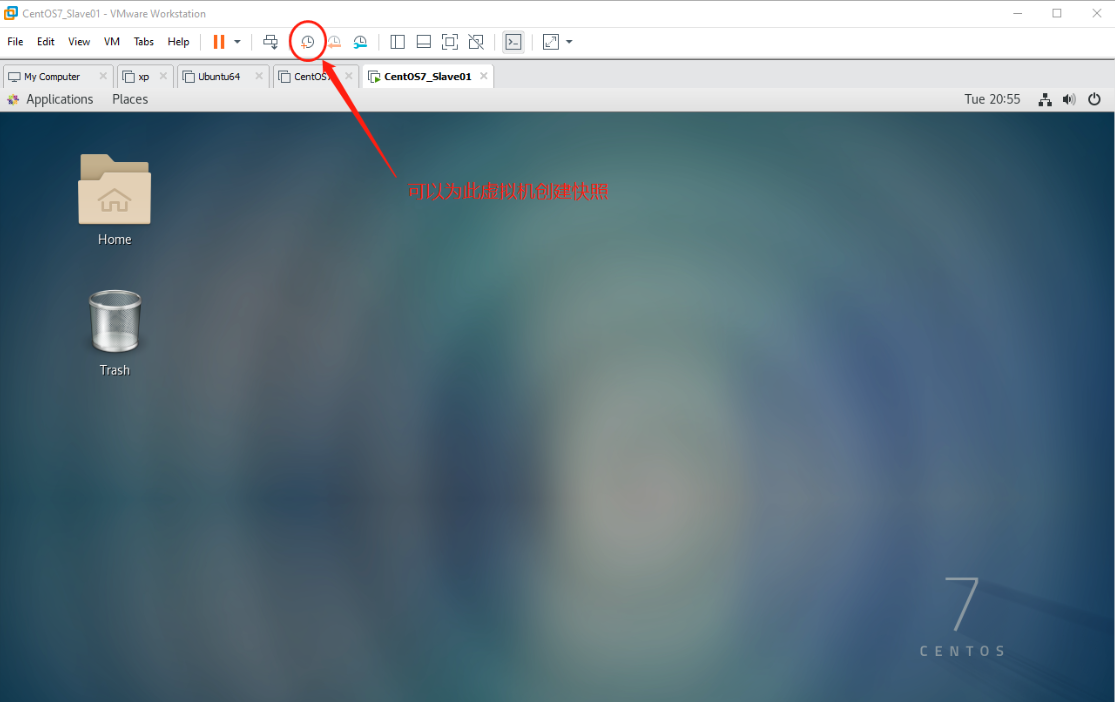 CentOS7_Slave01 - VMware Workstation
File Edit View VM Tabs Help
My Computer xp Ubuntu64 CentOS7 CentOS7_Slave01
Applications Places Tue 20:55
可以为此虚拟机创建快照
Home
Trash
7
CENTOS